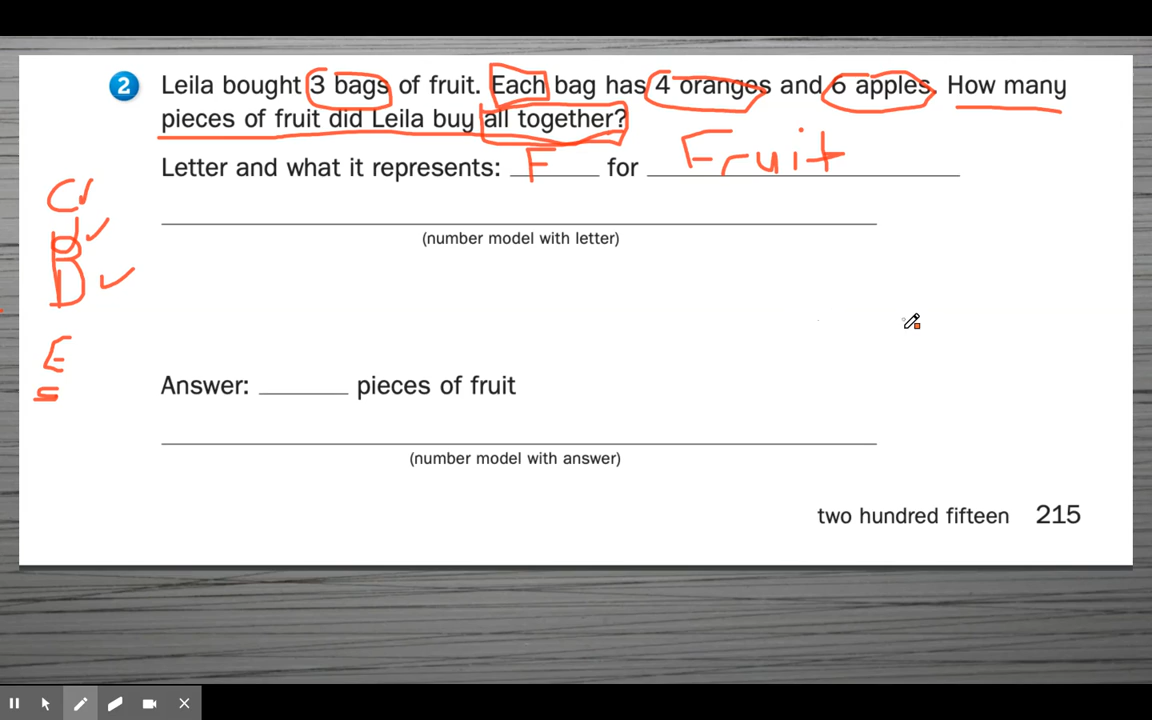 2 Leila bought 3 bags of fruit. Each bag has 4 oranges and 6 apples. How many
pieces of fruit did Leila buy all together?
Letter and what it represents: F for Fruit
(number model with letter)
Answer: ____ pieces of fruit
(number model with answer)
two hundred fifteen 215
C
U
B
E
S